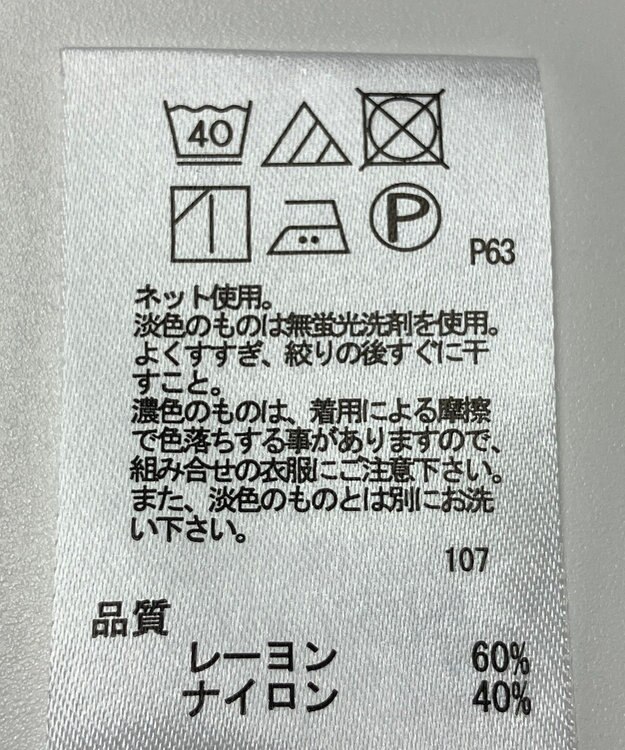 40
P
P63
ネット使用。
淡色のものは無蛍光洗剤を使用。
よくすすぎ、絞りの後すぐに干
すこと。
濃色のものは、着用による摩擦
で色落ちする事がありますので、
組み合せの衣服にご注意下さい。
また、淡色のものとは別にお洗
い下さい。
107
品質
レーヨン 60%
ナイロン 40%